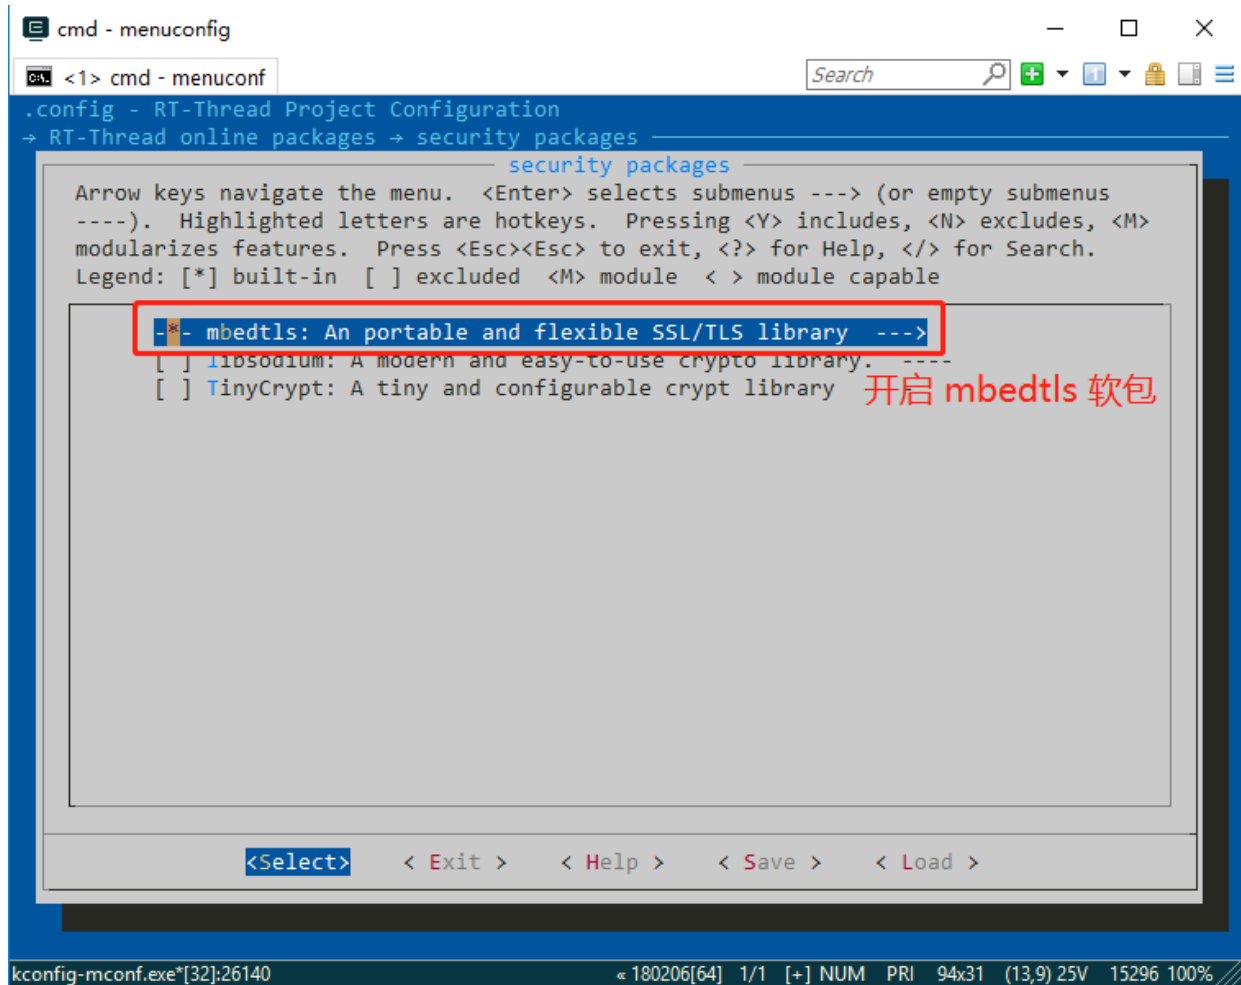 cmd - menuconfig
<1> cmd - menuconf
Search
.config - RT-Thread Project Configuration
→ RT-Thread online packages → security packages
security packages
Arrow keys navigate the menu. <Enter> selects submenus ---> (or empty submenus
----). Highlighted letters are hotkeys. Pressing <Y> includes, <N> excludes, <M>
modularizes features. Press <Esc><Esc> to exit, <?> for Help, </> for Search.
Legend: [*] built-in [ ] excluded <M> module < > module capable
-*- mbedtls: An portable and flexible SSL/TLS library --->
[ ] libsodium: A modern and easy-to-use crypto library. ----
[ ] TinyCrypt: A tiny and configurable crypt library
开启 mbedtls 软包
<Select> < Exit > < Help > < Save > < Load >
kconfig-mconf.exe*[32]:26140 « 180206[64] 1/1 [+] NUM PRI 94x31 (13,9) 25V 15296 100%